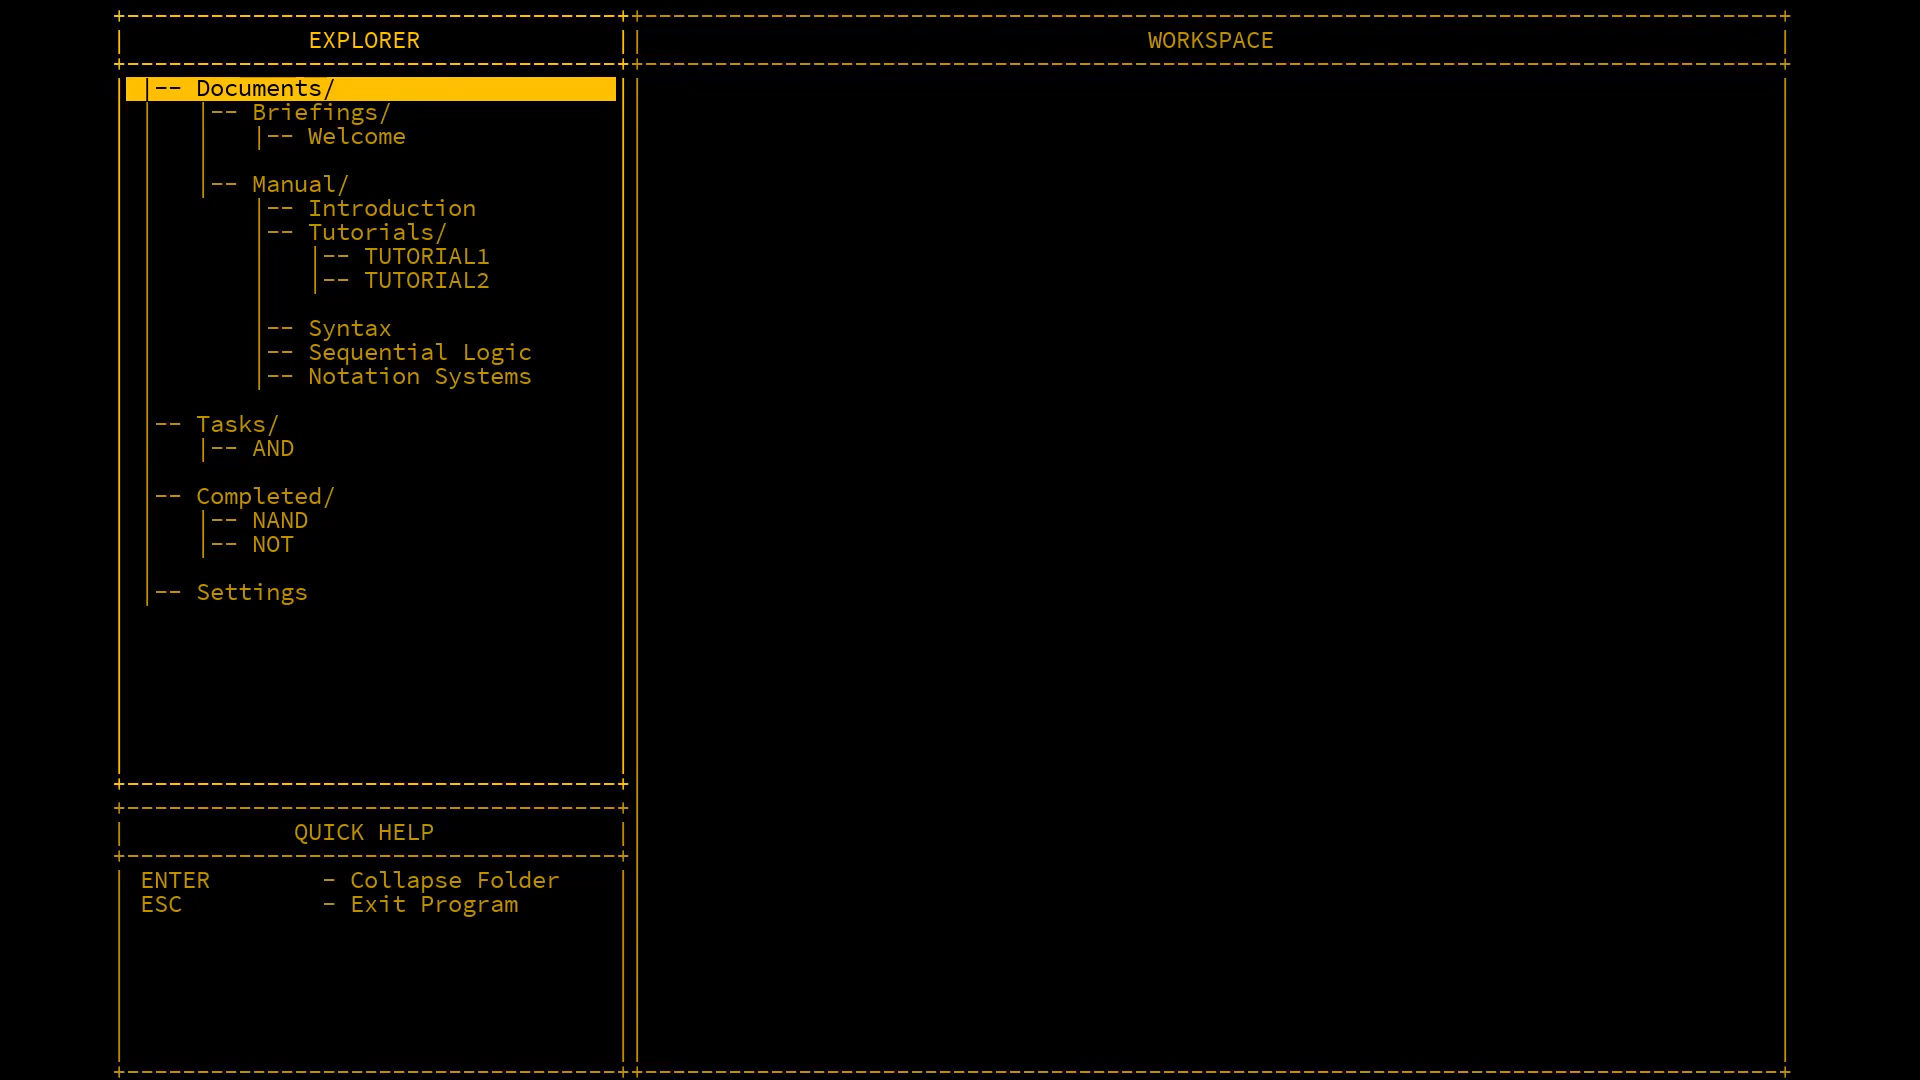 EXPLORER
|-- Documents/
|-- Briefings/
|-- Welcome
|-- Manual/
|-- Introduction
|-- Tutorials/
|-- TUTORIAL1
|-- TUTORIAL2
|-- Syntax
|-- Sequential Logic
|-- Notation Systems
|-- Tasks/
|-- AND
|-- Completed/
|-- NAND
|-- NOT
|-- Settings
QUICK HELP
ENTER - Collapse Folder
ESC - Exit Program
WORKSPACE